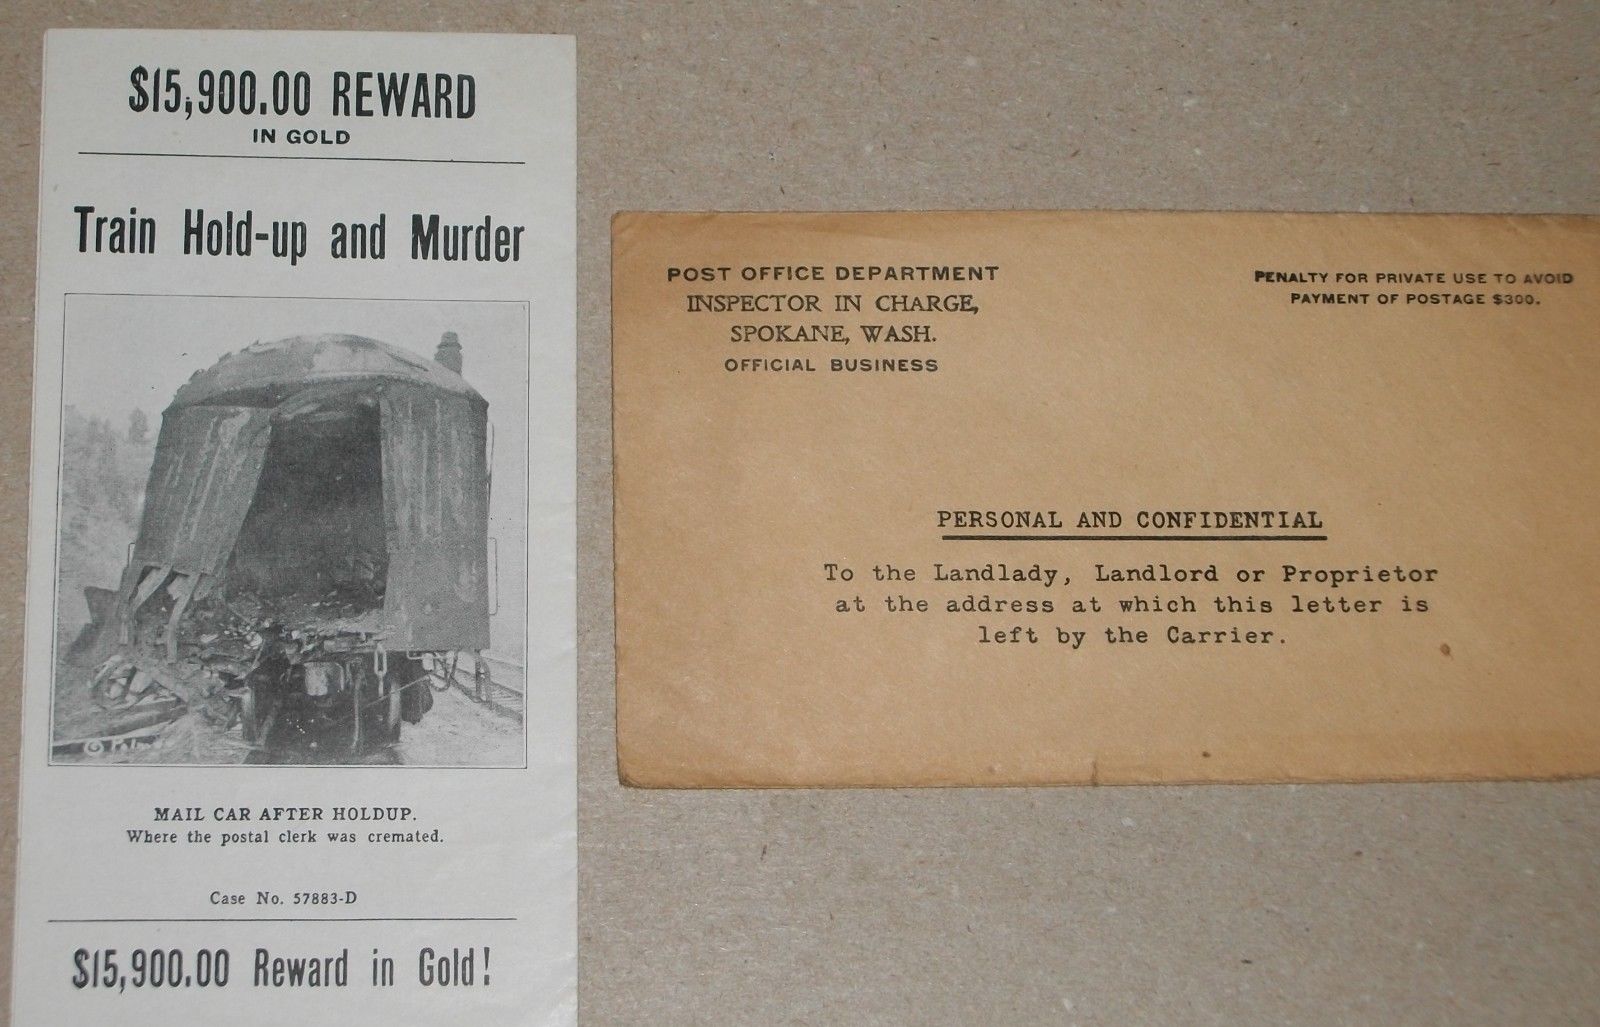 $15,900.00 REWARD
IN GOLD
Train Hold-up and Murder
MAIL CAR AFTER HOLDUP.
Where the postal clerk was cremated.
Case No. 57883-D
$15,900.00 Reward in Gold!
POST OFFICE DEPARTMENT
INSPECTOR IN CHARGE,
SPOKANE, WASH.
OFFICIAL BUSINESS
PENALTY FOR PRIVATE USE TO AVOID
PAYMENT OF POSTAGE $300.
PERSONAL AND CONFIDENTIAL
To the Landlady, Landlord or Proprietor
at the address at which this letter is
left by the Carrier.